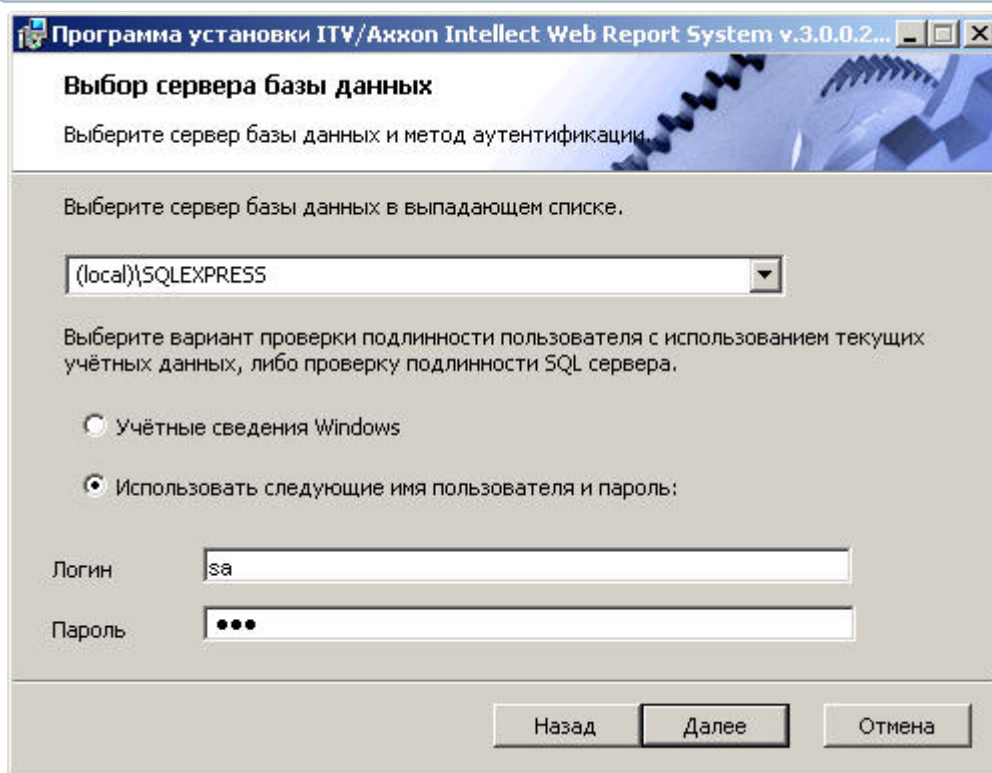 Программа установки ITV/Axxon Intellect Web Report System v.3.0.0.2...
Выбор сервера базы данных
Выберите сервер базы данных и метод аутентификации.
Выберите сервер базы данных в выпадающем списке.
(local)\SQLEXPRESS
Выберите вариант проверки подлинности пользователя с использованием текущих
учётных данных, либо проверку подлинности SQL сервера.
Учётные сведения Windows
Использовать следующие имя пользователя и пароль:
Логин sa
Пароль ●●●
Назад Далее Отмена